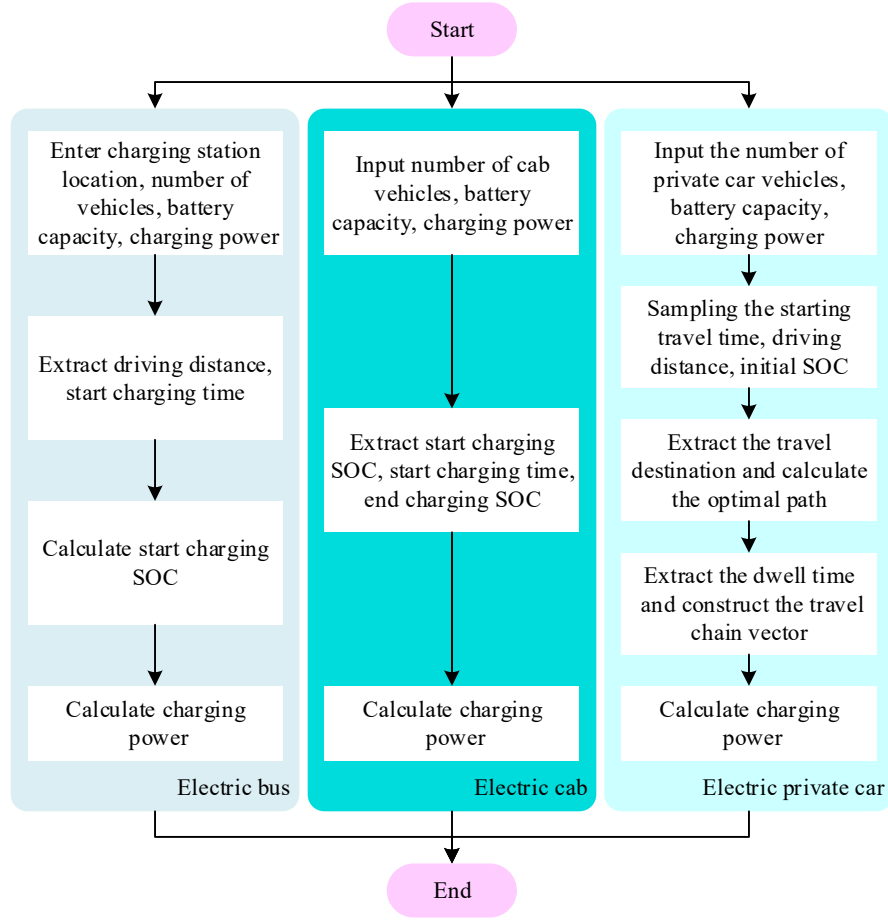 Start
Enter charging station
location, number of
vehicles, battery
capacity, charging power
Extract driving distance,
start charging time
Calculate start charging
SOC
Calculate charging
power
Electric bus
Input number of cab
vehicles, battery
capacity, charging power
Extract start charging
SOC, start charging time,
end charging SOC
Calculate charging
power
Electric cab
Input the number of
private car vehicles,
battery capacity,
charging power
Sampling the starting
travel time, driving
distance, initial SOC
Extract the travel
destination and calculate
the optimal path
Extract the dwell time
and construct the travel
chain vector
Calculate charging
power
Electric private car
End